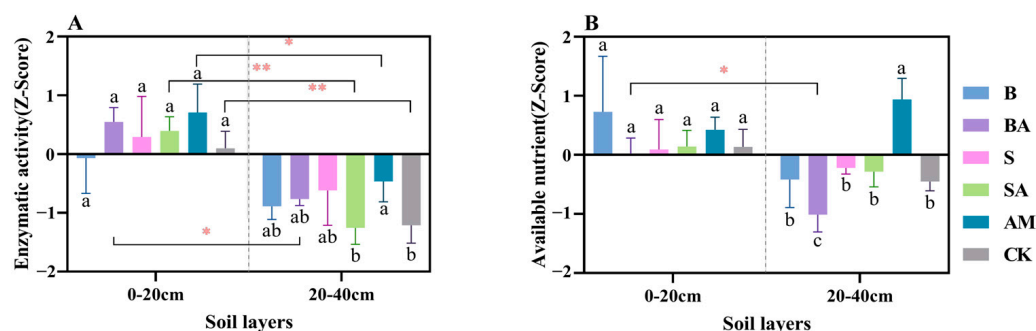 A
Enzymatic activity(Z-Score)
2
1
0
−1
−2
*
**
**
*
a
a
a
a
a
a
ab
ab
ab
b
a
b
0-20cm
20-40cm
Soil layers
B
Available nutrient(Z-Score)
2
1
0
−1
−2
*
a
a
a
a
a
a
b
c
b
b
a
b
0-20cm
20-40cm
Soil layers
B
BA
S
SA
AM
CK